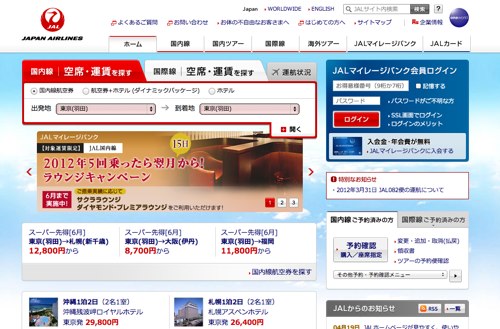 JAL
JAPAN AIRLINES
Japan
WORLDWIDE
ENGLISH
JALサイト内検索
検索
よくあるご質問
お問い合わせ
お体の不自由なお客さまへ
はじめての方へ
サイトマップ
企業情報
oneworld
ホーム
国内線
国内ツアー
国際線
海外ツアー
JALマイレージバンク
JALカード
国内線 空席・運賃を探す
国際線 空席・運賃を探す
運航状況
国内線航空券
航空券+ホテル (ダイナミックパッケージ)
ホテル
出発地
東京(羽田)
到着地
東京(羽田)
開く
JALマイレージバンク
【対象運賃限定】 JAL国内線
2012年5回乗ったら翌月から!
ラウンジキャンペーン
6月まで
実施中!
ご搭乗実績に応じて
サクララウンジ
ダイヤモンド・プレミアラウンジ をご利用いただけます!
15日
1
2
3
スーパー先得[6月]
東京(羽田)→札幌(新千歳)
12,800円から
スーパー先得[6月]
東京(羽田)→大阪(伊丹)
8,700円から
スーパー先得[6月]
東京(羽田)→福岡
11,800円から
国内線航空券を探す
沖縄1泊2日 (2名1室)
沖縄残波岬ロイヤルホテル
東京発 29,800円
札幌1泊2日 (2名1室)
札幌アスペンホテル
東京発 26,400円
JALマイレージバンク会員ログイン
お得意様番号(9桁か7桁)
記憶する
パスワード
パスワードがご不明な方
ログイン
SSL画面でログイン
ログインのメリット
入会金・年会費が無料
JALマイレージバンクに入会する
特別なお知らせ
2012年3月31日 JAL082便の運航について
国内線 ご予約済みの方
国際線 ご予約済みの方
予約確認
購入/座席指定
変更・追加・取消(払戻)
領収書
ツアーの予約便確認
その他予約・予約確認メニュー
JALからのお知らせ
RSS
一覧
04月19日
JALホームページが見やすく、使いや